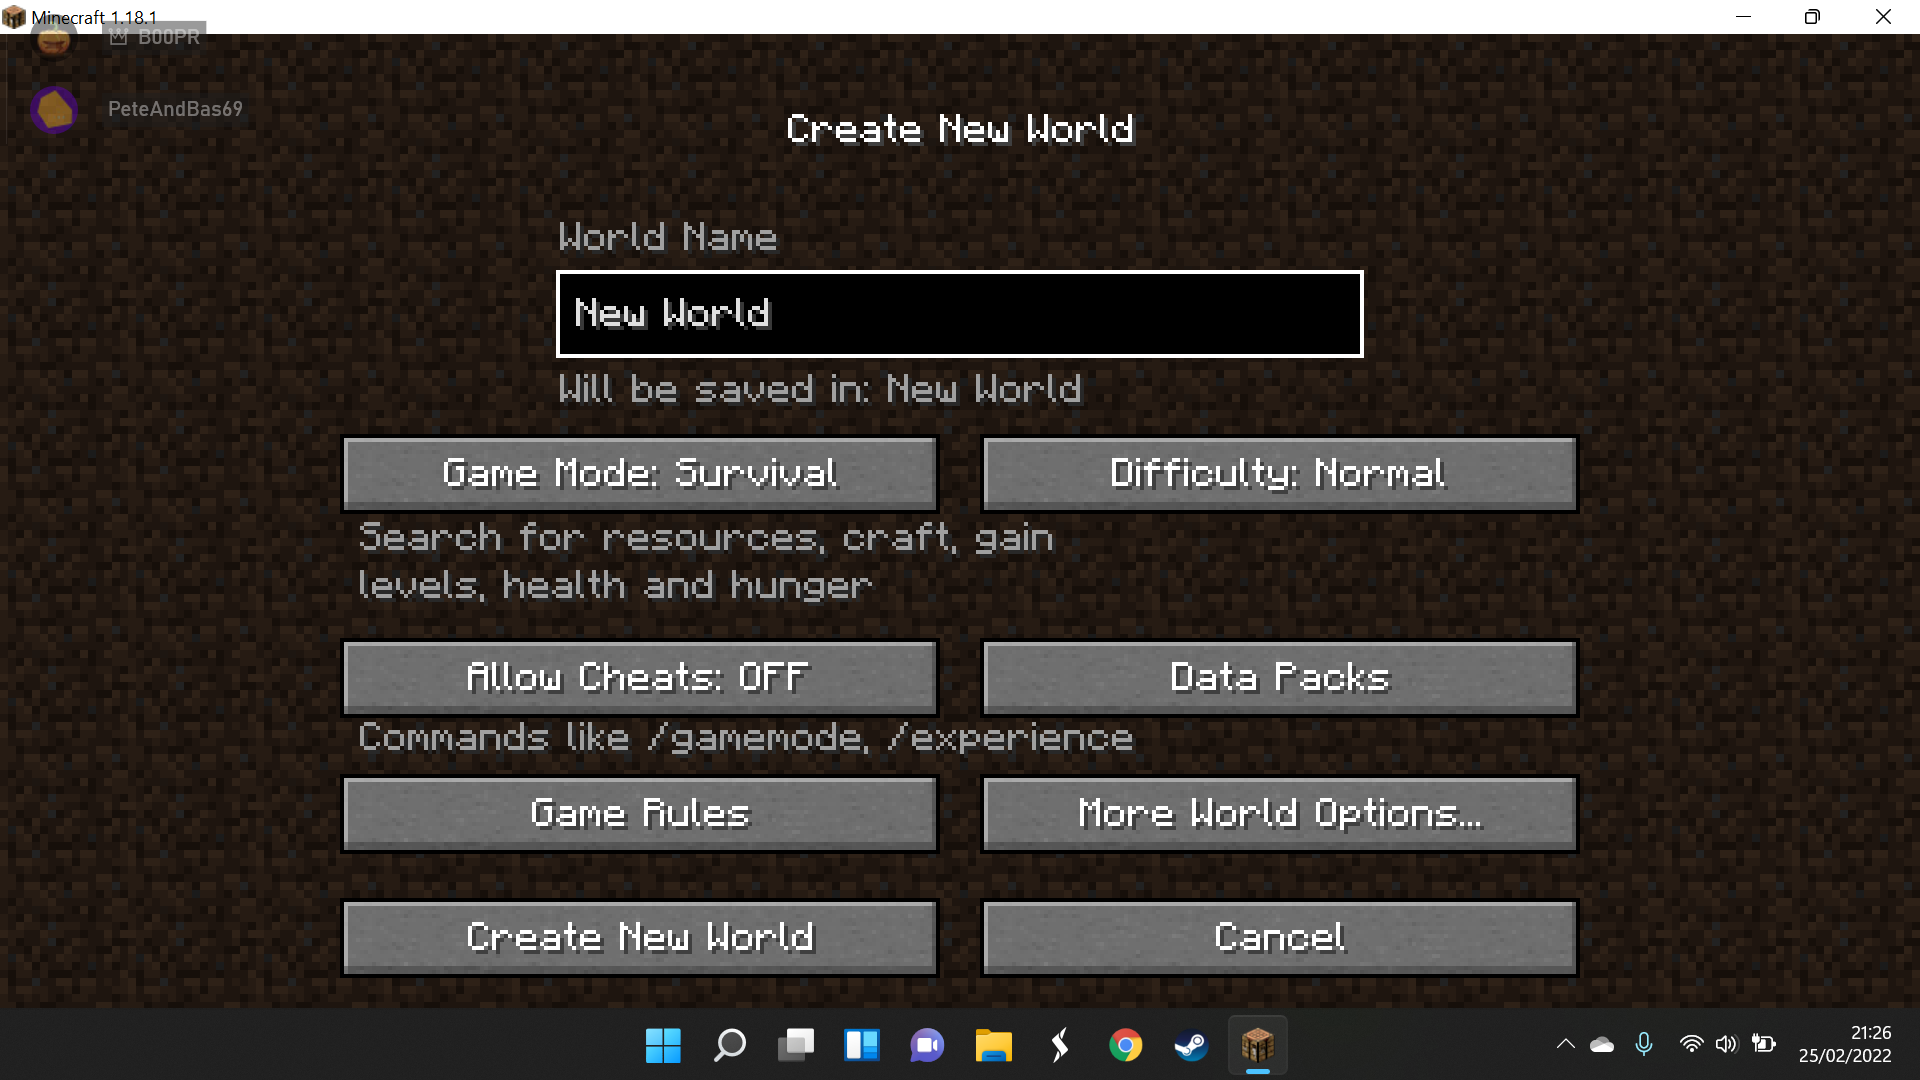 Minecraft 1.18.1
B00PR
PeteAndBas69
Create New World
World Name
New World
Will be saved in: New World
Game Mode: Survival
Difficulty: Normal
Search for resources, craft, gain
levels, health and hunger
Allow Cheats: OFF
Data Packs
Commands like /gamemode, /experience
Game Rules
More World Options...
Create New World
Cancel
21:26
25/02/2022